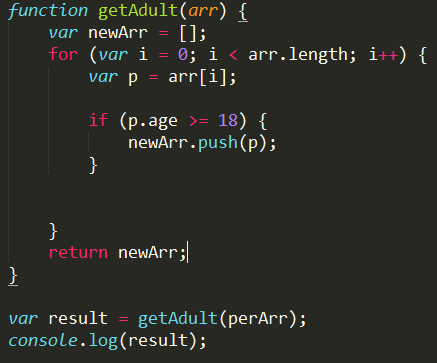 function getAdult(arr) {
    var newArr = [];
    for (var i = 0; i < arr.length; i++) {
        var p = arr[i];

        if (p.age >= 18) {
            newArr.push(p);
        }


    }
    return newArr;
}

var result = getAdult(perArr);
console.log(result);